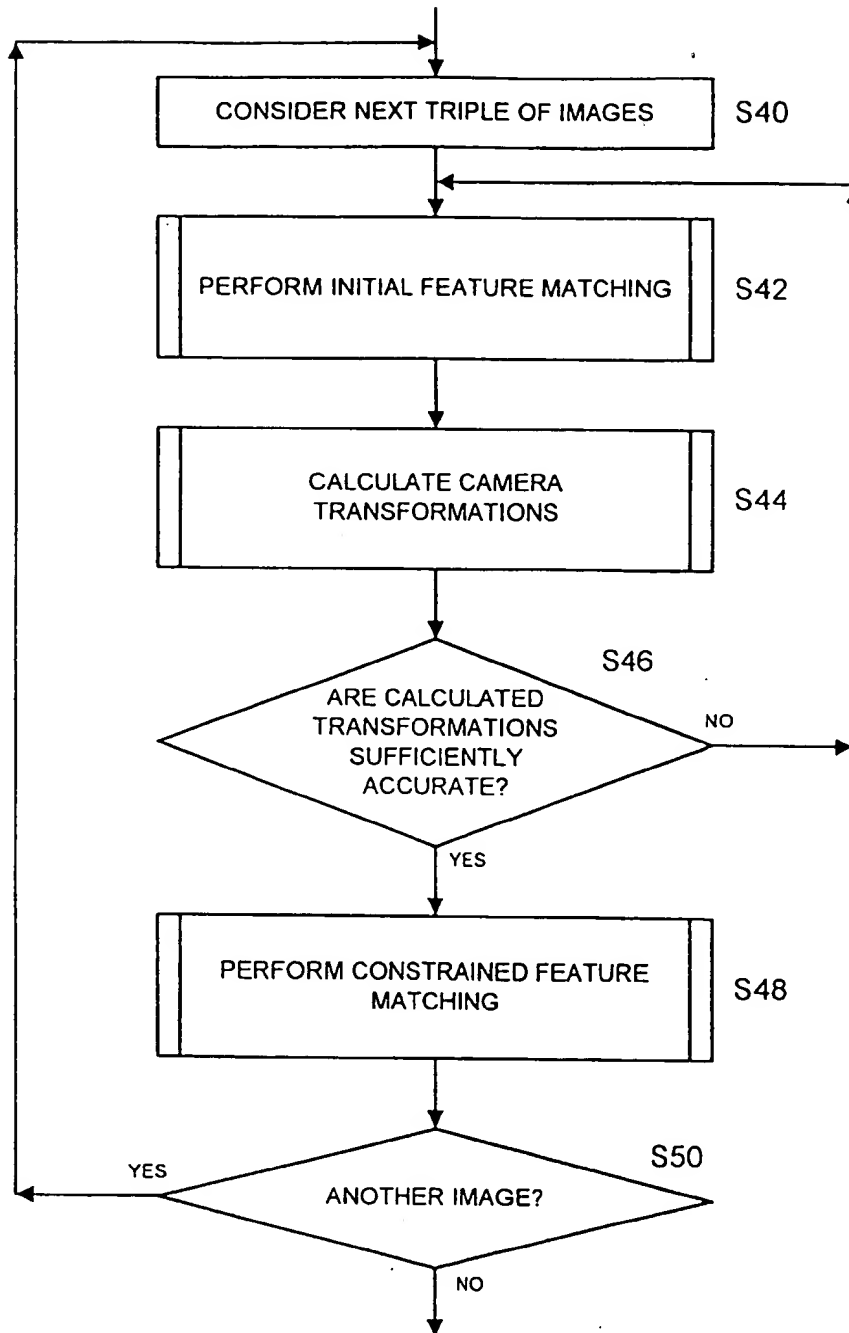 CONSIDER NEXT TRIPLE OF IMAGES
S40
PERFORM INITIAL FEATURE MATCHING
S42
CALCULATE CAMERA
TRANSFORMATIONS
S44
S46
ARE CALCULATED
TRANSFORMATIONS
SUFFICIENTLY
ACCURATE?
NO
YES
PERFORM CONSTRAINED FEATURE
MATCHING
S48
S50
YES
ANOTHER IMAGE?
NO